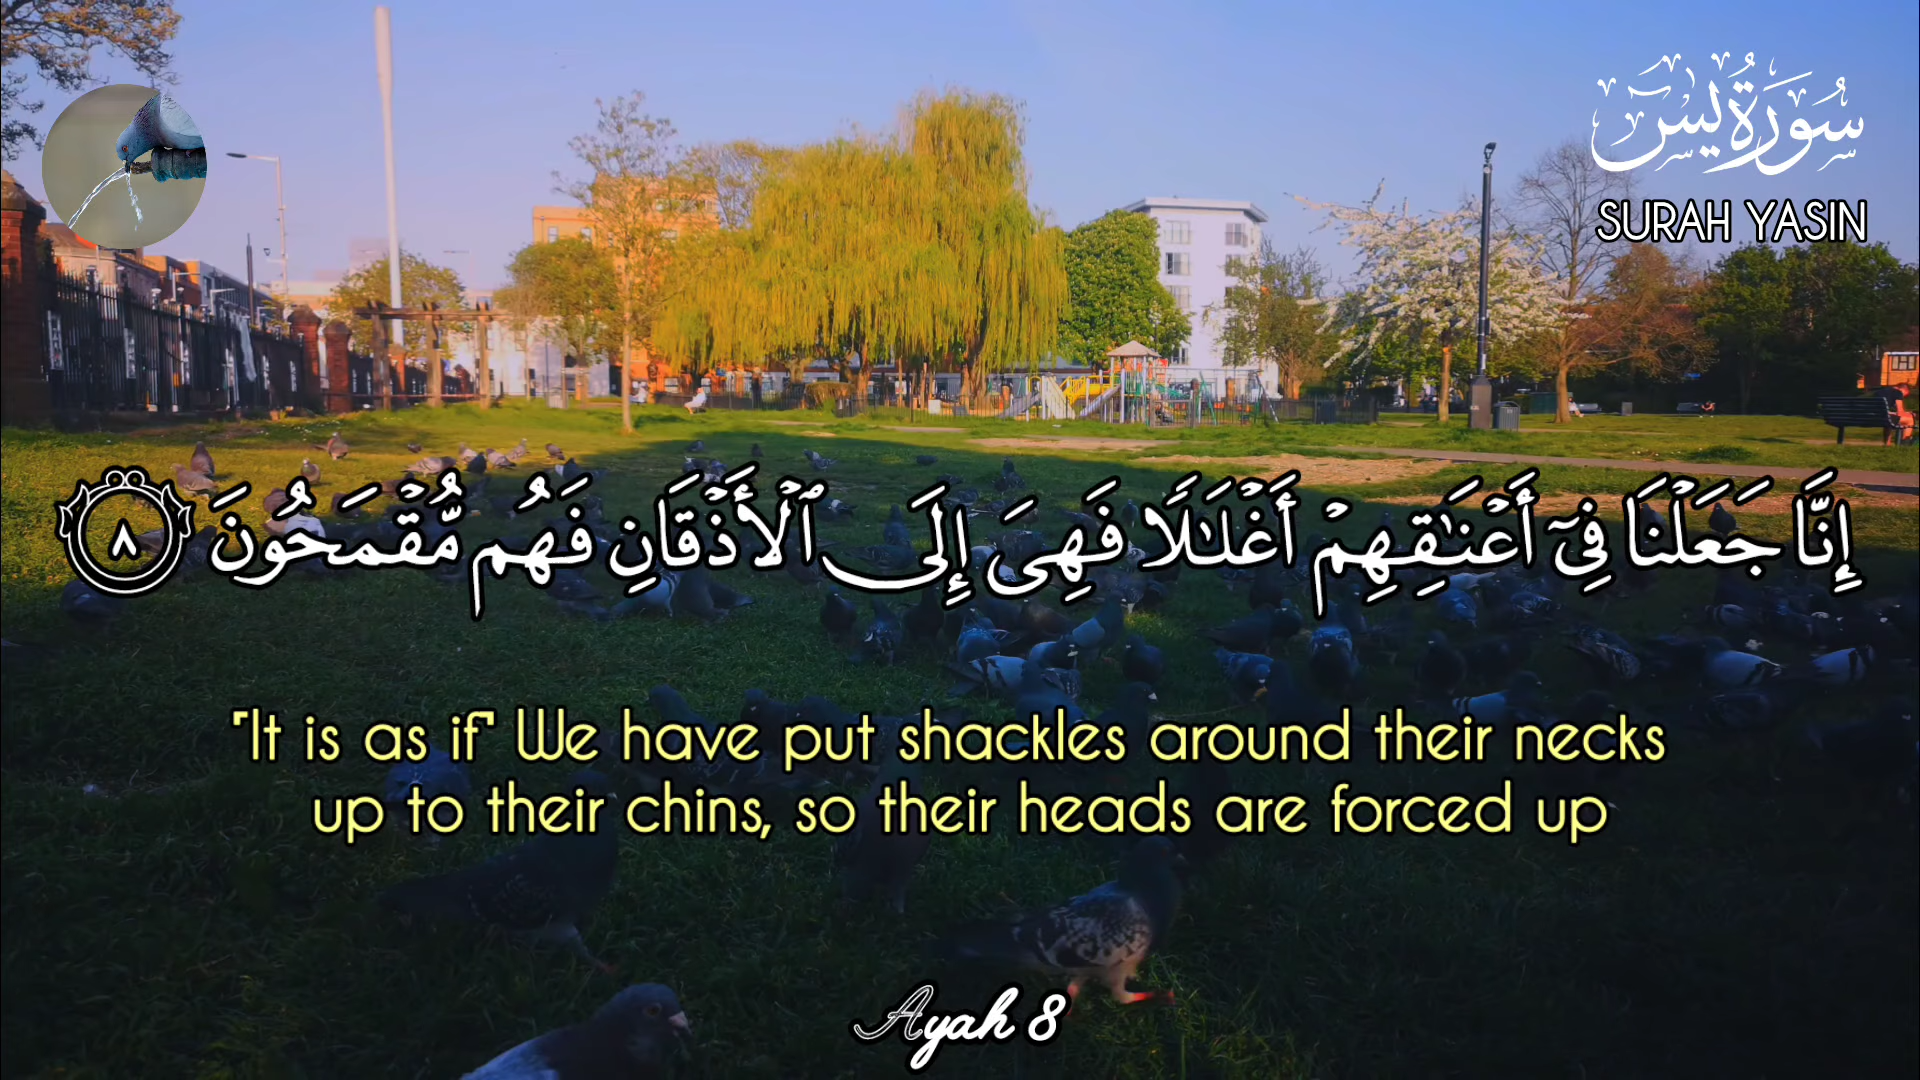 سُورَةُ يسٓ
SURAH YASIN
إِنَّا جَعَلْنَا فِىٓ أَعْنَـٰقِهِمْ أَغْلَـٰلًا فَهِىَ إِلَى ٱلْأَذْقَانِ فَهُم مُّقْمَحُونَ ٨
"It is as if" We have put shackles around their necks
up to their chins, so their heads are forced up
Ayah 8